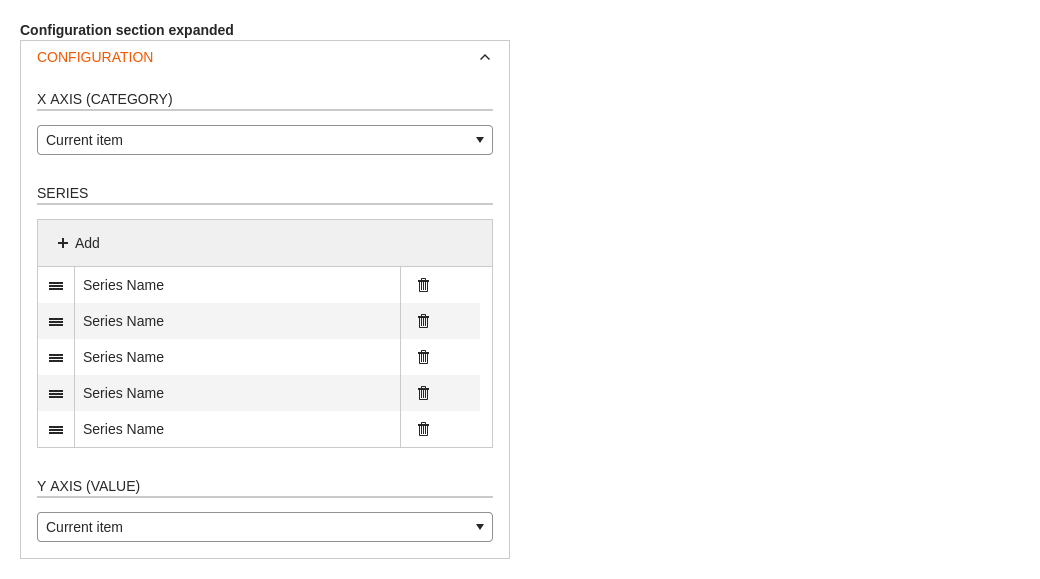 Configuration section expanded
CONFIGURATION
X AXIS (CATEGORY)
Current item
SERIES
Add
Series Name
Series Name
Series Name
Series Name
Series Name
Y AXIS (VALUE)
Current item